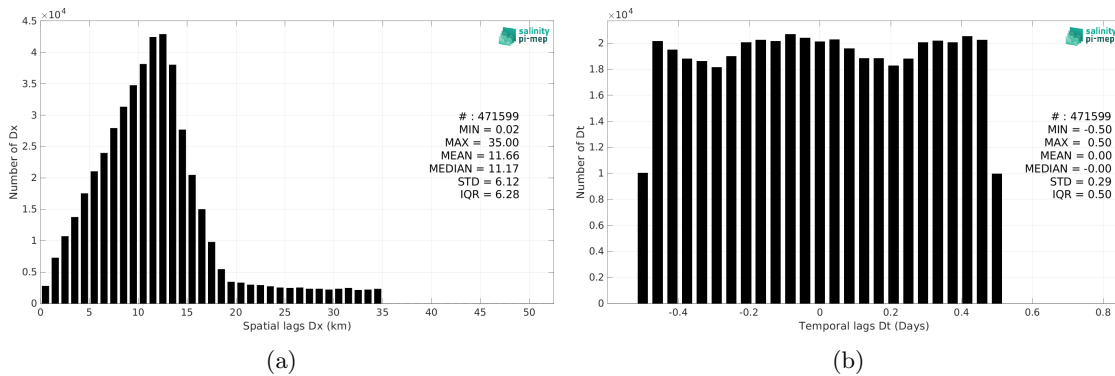 ×10⁴
4.5
4
3.5
3
2.5
2
1.5
1
0.5
0
Number of Dx
0 5 10 15 20 25 30 35 40 45 50
Spatial lags Dx (km)
salinity
pi-mep
# : 471599
MIN = 0.02
MAX = 35.00
MEAN = 11.66
MEDIAN = 11.17
STD = 6.12
IQR = 6.28
(a)
×10⁴
2
1.8
1.6
1.4
1.2
1
0.8
0.6
0.4
0.2
0
Number of Dt
-0.4 -0.2 0 0.2 0.4 0.6 0.8
Temporal lags Dt (Days)
salinity
pi-mep
# : 471599
MIN = -0.50
MAX = 0.50
MEAN = 0.00
MEDIAN = -0.00
STD = 0.29
IQR = 0.50
(b)